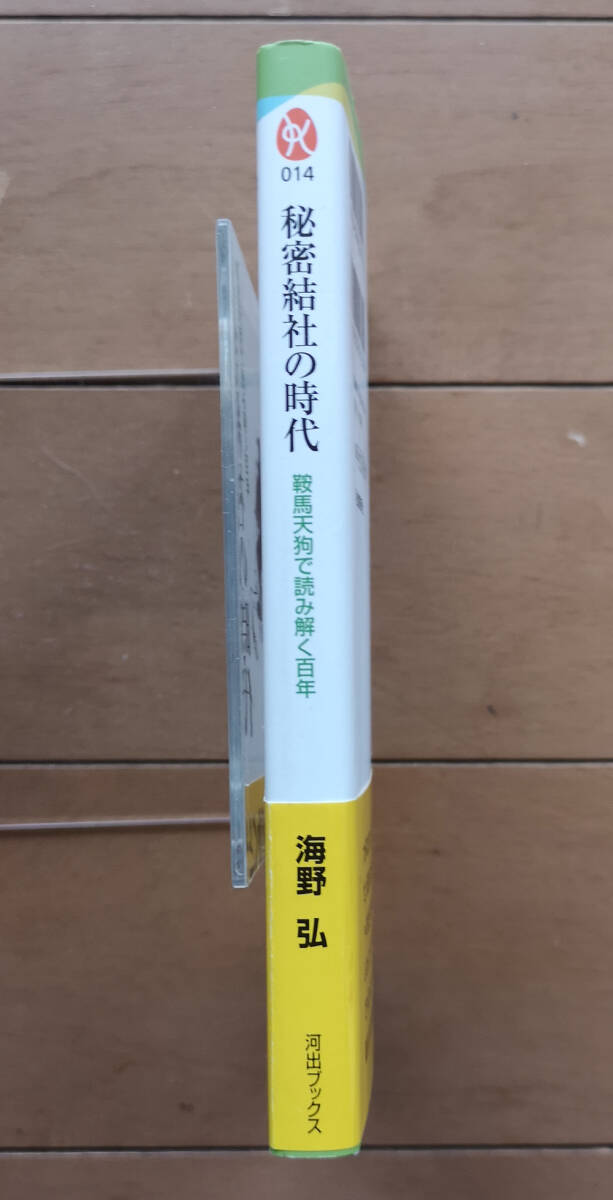 014
秘密結社の時代
鞍馬天狗で読み解く百年
海野 弘
河出ブックス